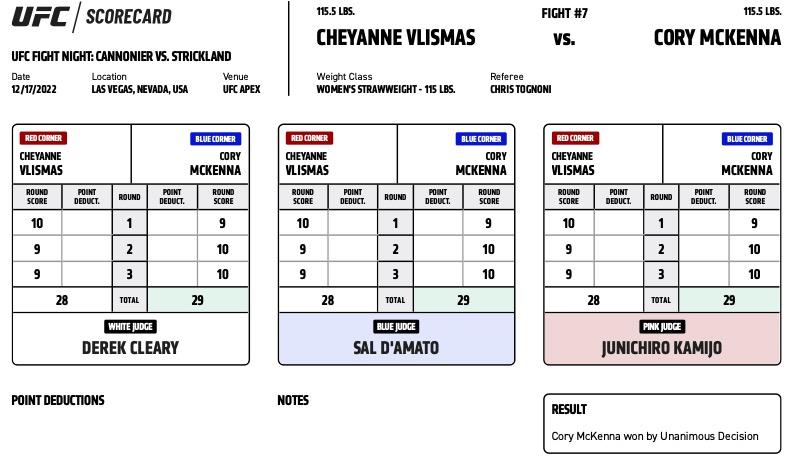 UFC / SCORECARD
UFC FIGHT NIGHT: CANNONIER VS. STRICKLAND
Date Location Venue
12/17/2022 LAS VEGAS, NEVADA, USA UFC APEX
115.5 LBS. FIGHT #7 115.5 LBS.
CHEYANNE VLISMAS vs. CORY MCKENNA
Weight Class Referee
WOMEN'S STRAWWEIGHT - 115 LBS. CHRIS TOGNONI
RED CORNER BLUE CORNER
CHEYANNE CORY
VLISMAS MCKENNA
ROUND POINT ROUND POINT ROUND
SCORE DEDUCT. DEDUCT. SCORE
10 1 9
9 2 10
9 3 10
28 TOTAL 29
WHITE JUDGE
DEREK CLEARY
RED CORNER BLUE CORNER
CHEYANNE CORY
VLISMAS MCKENNA
ROUND POINT ROUND POINT ROUND
SCORE DEDUCT. DEDUCT. SCORE
10 1 9
9 2 10
9 3 10
28 TOTAL 29
BLUE JUDGE
SAL D'AMATO
RED CORNER BLUE CORNER
CHEYANNE CORY
VLISMAS MCKENNA
ROUND POINT ROUND POINT ROUND
SCORE DEDUCT. DEDUCT. SCORE
10 1 9
9 2 10
9 3 10
28 TOTAL 29
PINK JUDGE
JUNICHIRO KAMIJO
POINT DEDUCTIONS
NOTES
RESULT
Cory McKenna won by Unanimous Decision